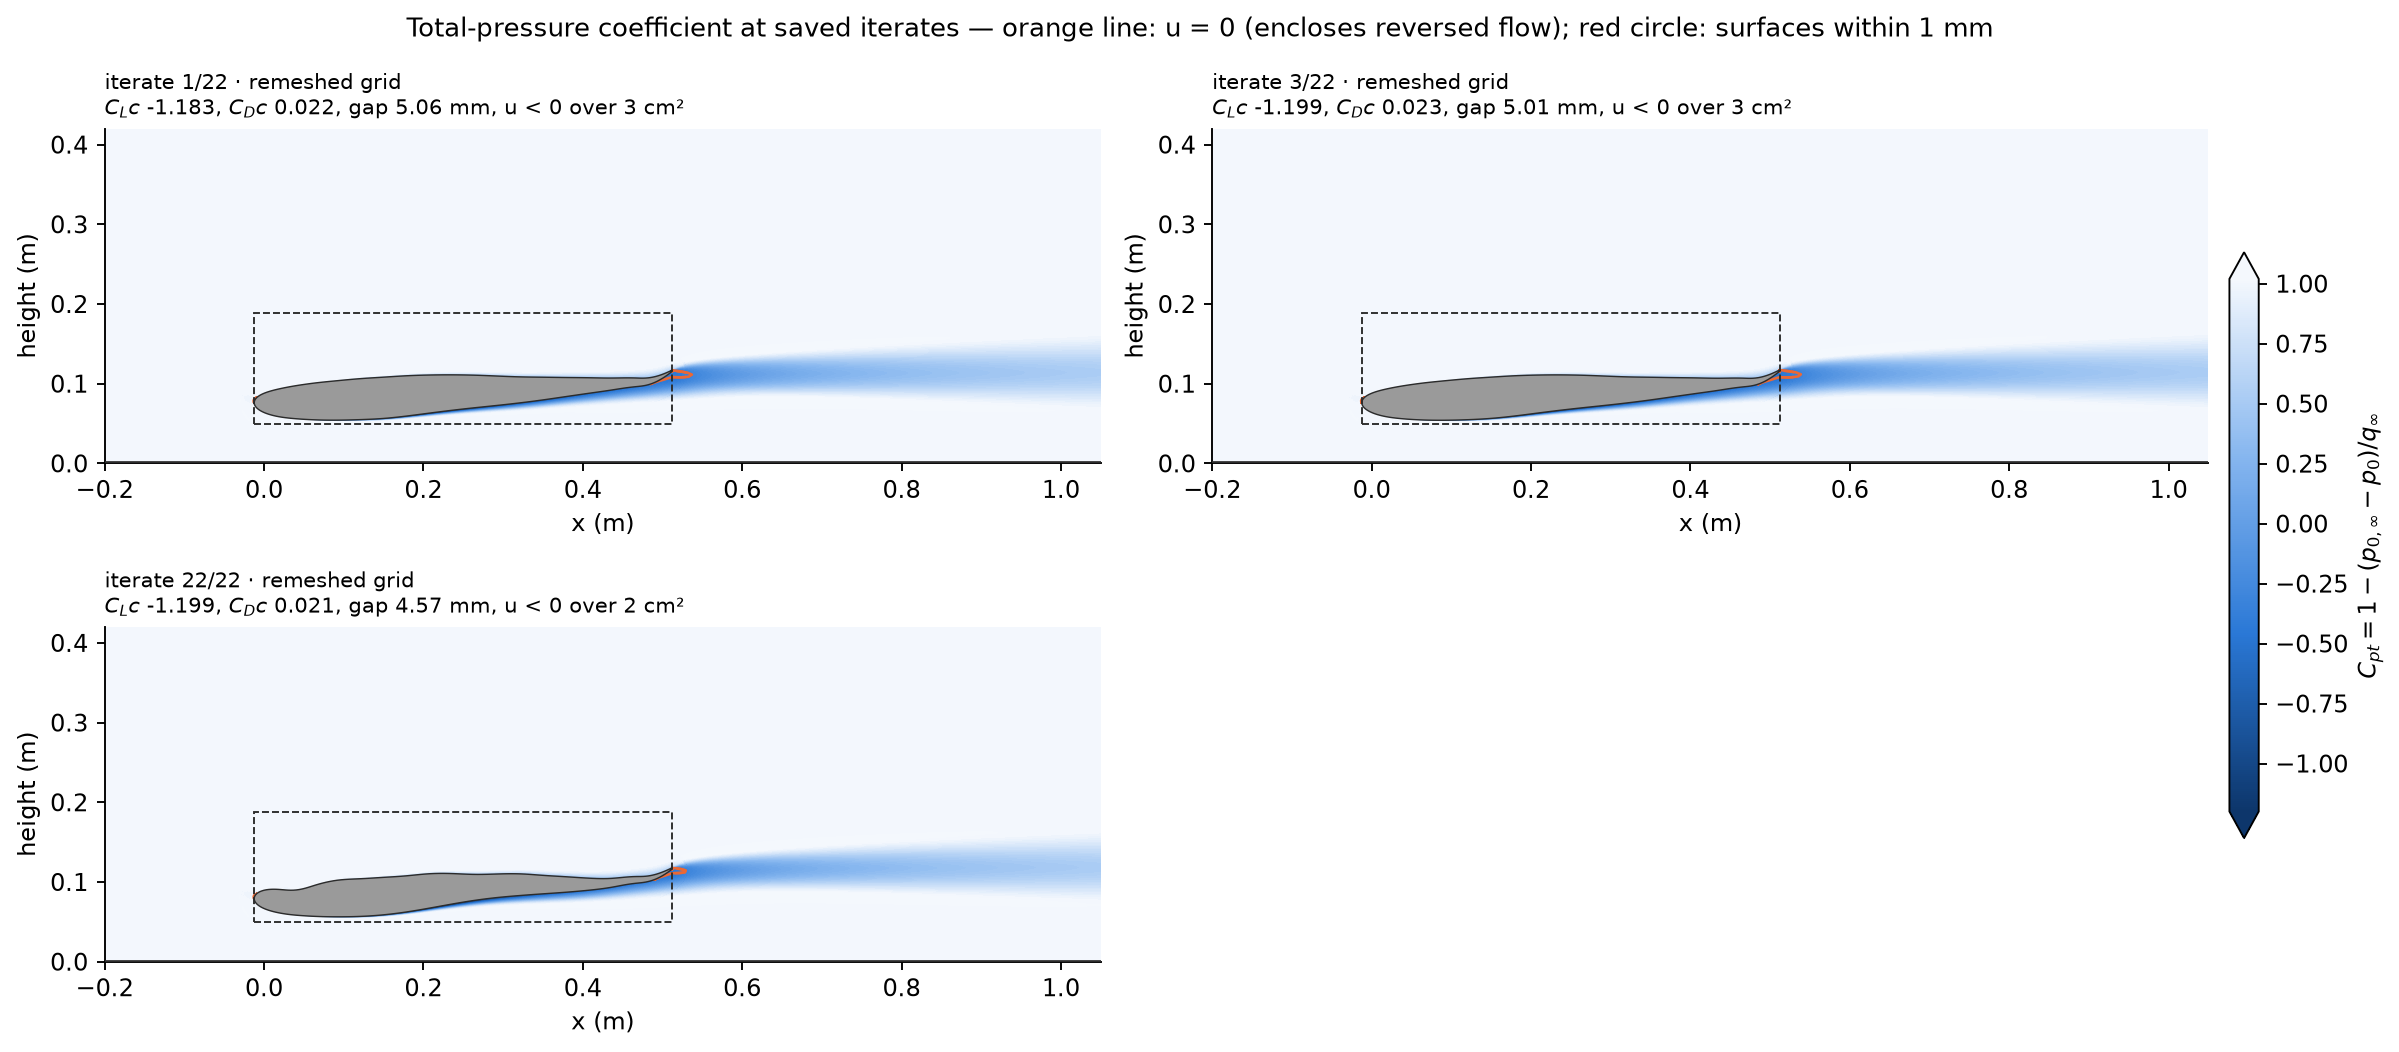 Total-pressure coefficient at saved iterates — orange line: u = 0 (encloses reversed flow); red circle: surfaces within 1 mm
iterate 1/22 · remeshed grid
C_Lc -1.183, C_Dc 0.022, gap 5.06 mm, u < 0 over 3 cm²
0.4
0.3
0.2
0.1
0.0
height (m)
−0.2 0.0 0.2 0.4 0.6 0.8 1.0
x (m)
iterate 3/22 · remeshed grid
C_Lc -1.199, C_Dc 0.023, gap 5.01 mm, u < 0 over 3 cm²
0.4
0.3
0.2
0.1
0.0
height (m)
−0.2 0.0 0.2 0.4 0.6 0.8 1.0
x (m)
iterate 22/22 · remeshed grid
C_Lc -1.199, C_Dc 0.021, gap 4.57 mm, u < 0 over 2 cm²
0.4
0.3
0.2
0.1
0.0
height (m)
−0.2 0.0 0.2 0.4 0.6 0.8 1.0
x (m)
1.00
0.75
0.50
0.25
0.00
−0.25
−0.50
−0.75
−1.00
C_pt = 1 − (p_0,∞ − p_0)/q_∞